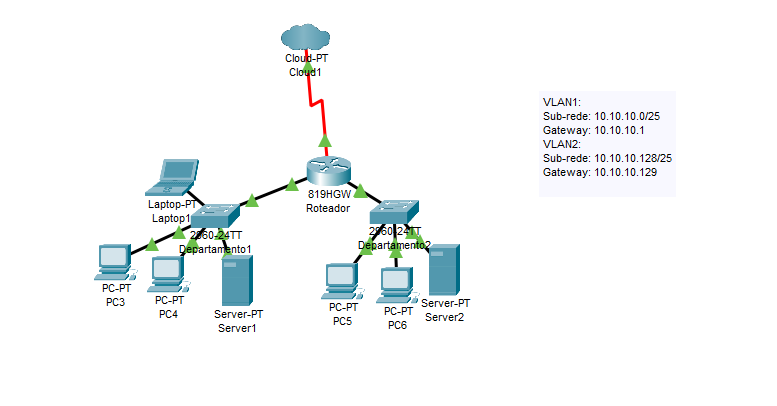 Cloud-PT
Cloud1
VLAN1:
Sub-rede: 10.10.10.0/25
Gateway: 10.10.10.1
VLAN2:
Sub-rede: 10.10.10.128/25
Gateway: 10.10.10.129
819HGW
Roteador
Laptop-PT
Laptop1
2960-24TT
Departamento1
2960-24TT
Departamento2
PC-PT
PC3
PC-PT
PC4
Server-PT
Server1
PC-PT
PC5
PC-PT
PC6
Server-PT
Server2